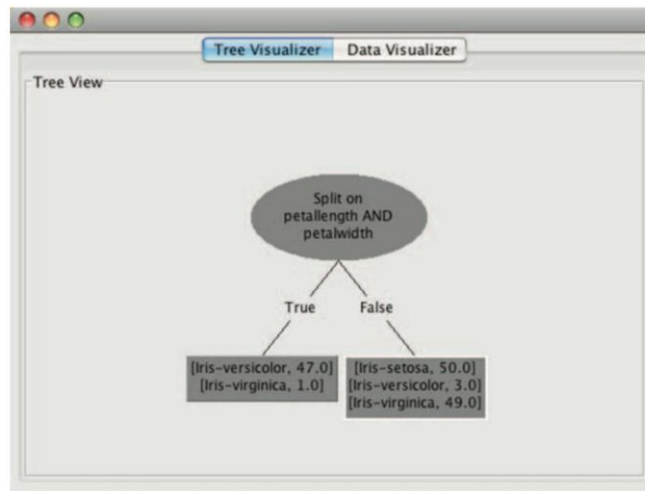 Tree Visualizer Data Visualizer
Tree View
Split on
petallength AND
petalwidth
True False
[Iris-versicolor, 47.0]
[Iris-virginica, 1.0]
[Iris-setosa, 50.0]
[Iris-versicolor, 3.0]
[Iris-virginica, 49.0]